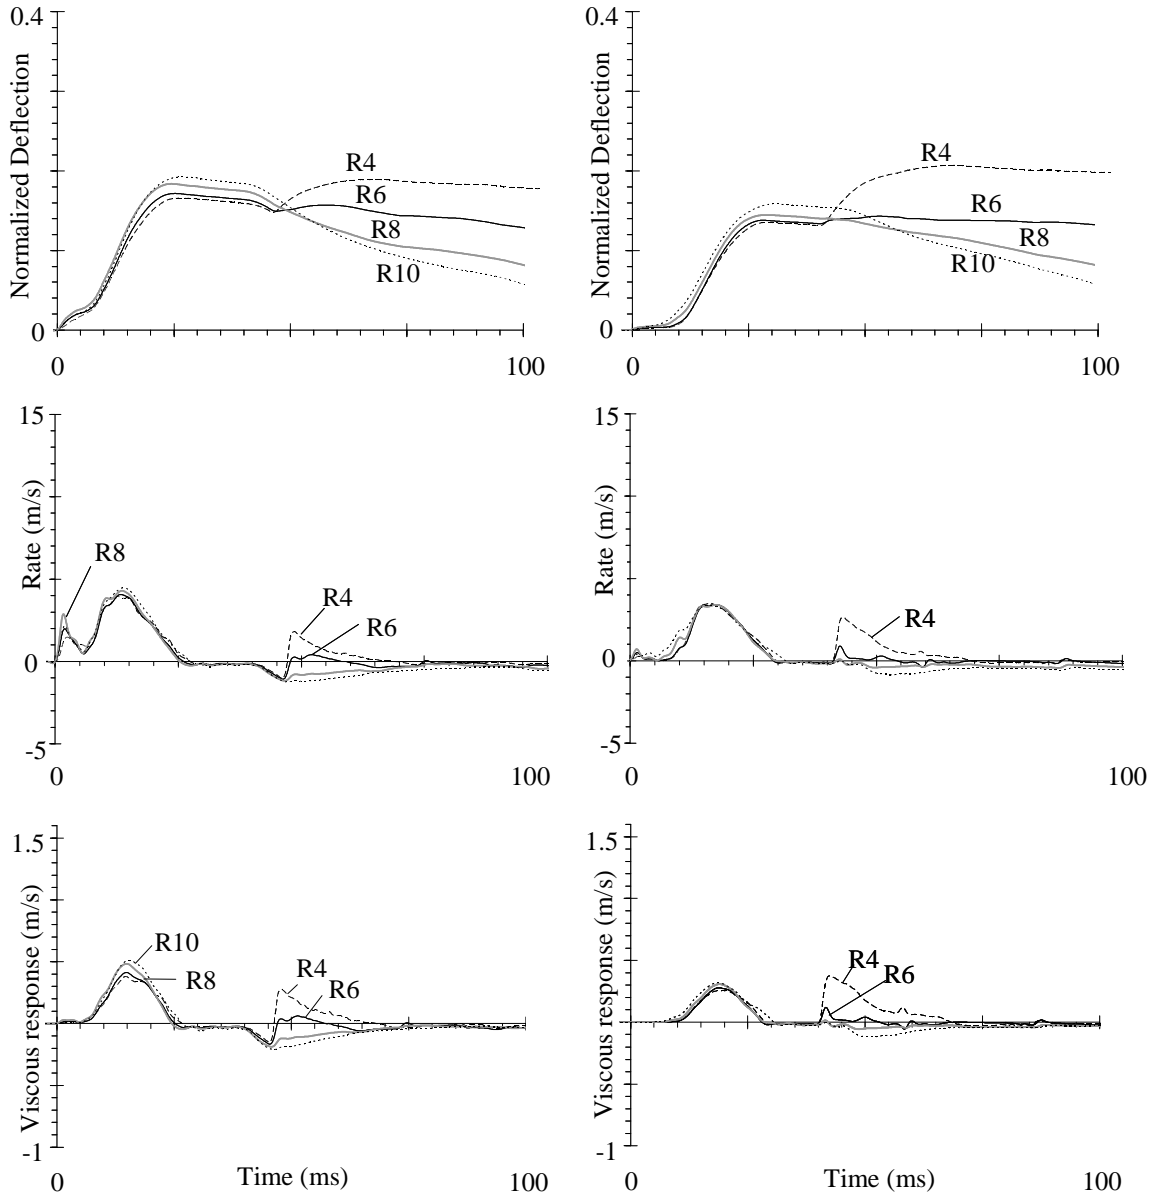 0.4
Normalized Deflection
R4
R6
R8
R10
0
0
100
0.4
Normalized Deflection
R4
R6
R8
R10
0
0
100
15
Rate (m/s)
R8
R4
R6
0
-5
0
100
15
Rate (m/s)
R4
0
-5
0
100
1.5
Viscous response (m/s)
R10
R8
R4
R6
-1
0
Time (ms)
100
1.5
Viscous response (m/s)
R4
R6
-1
0
Time (ms)
100